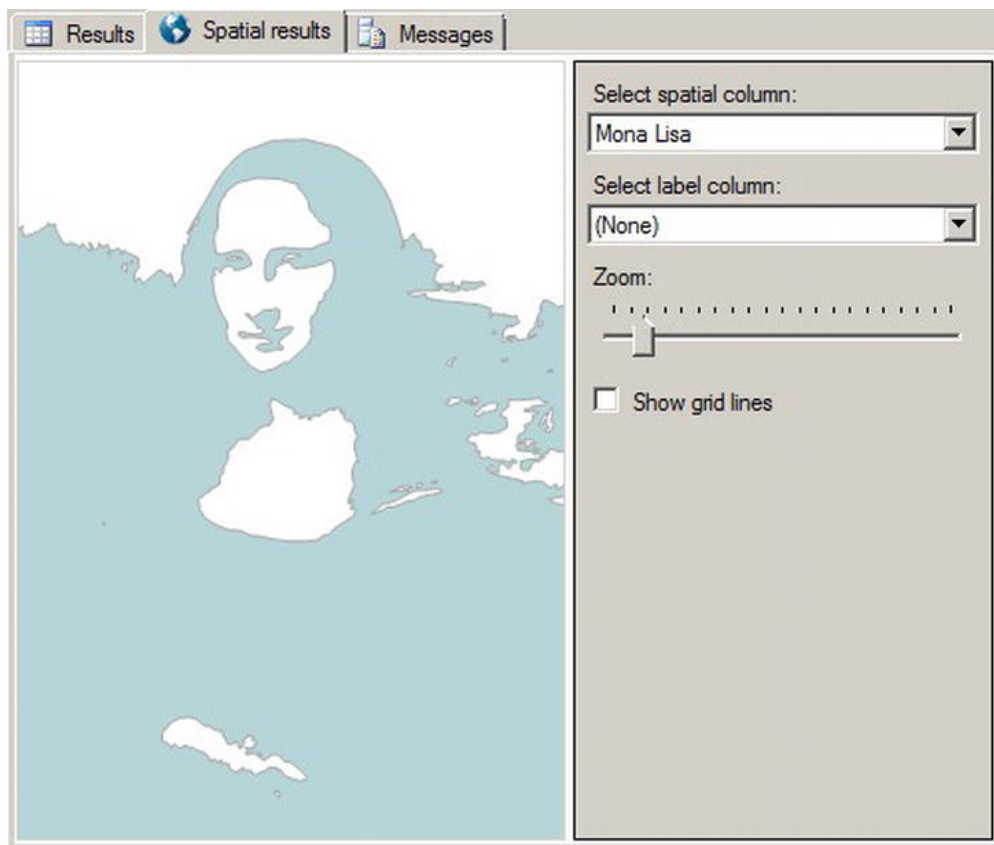 Results Spatial results Messages
Select spatial column:
Mona Lisa
Select label column:
(None)
Zoom:
Show grid lines